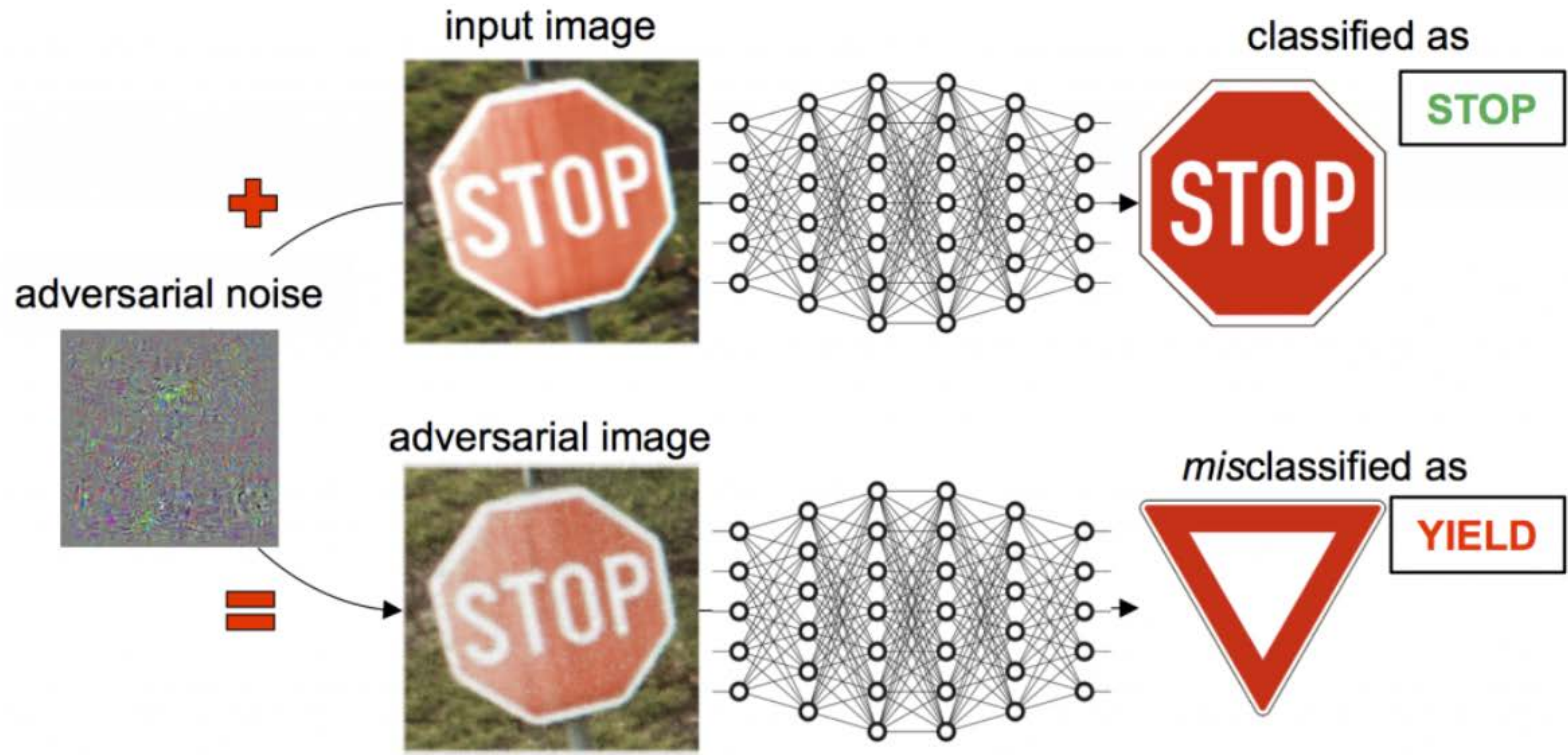 input image
classified as
STOP
STOP
STOP
adversarial noise
adversarial image
STOP
misclassified as
YIELD